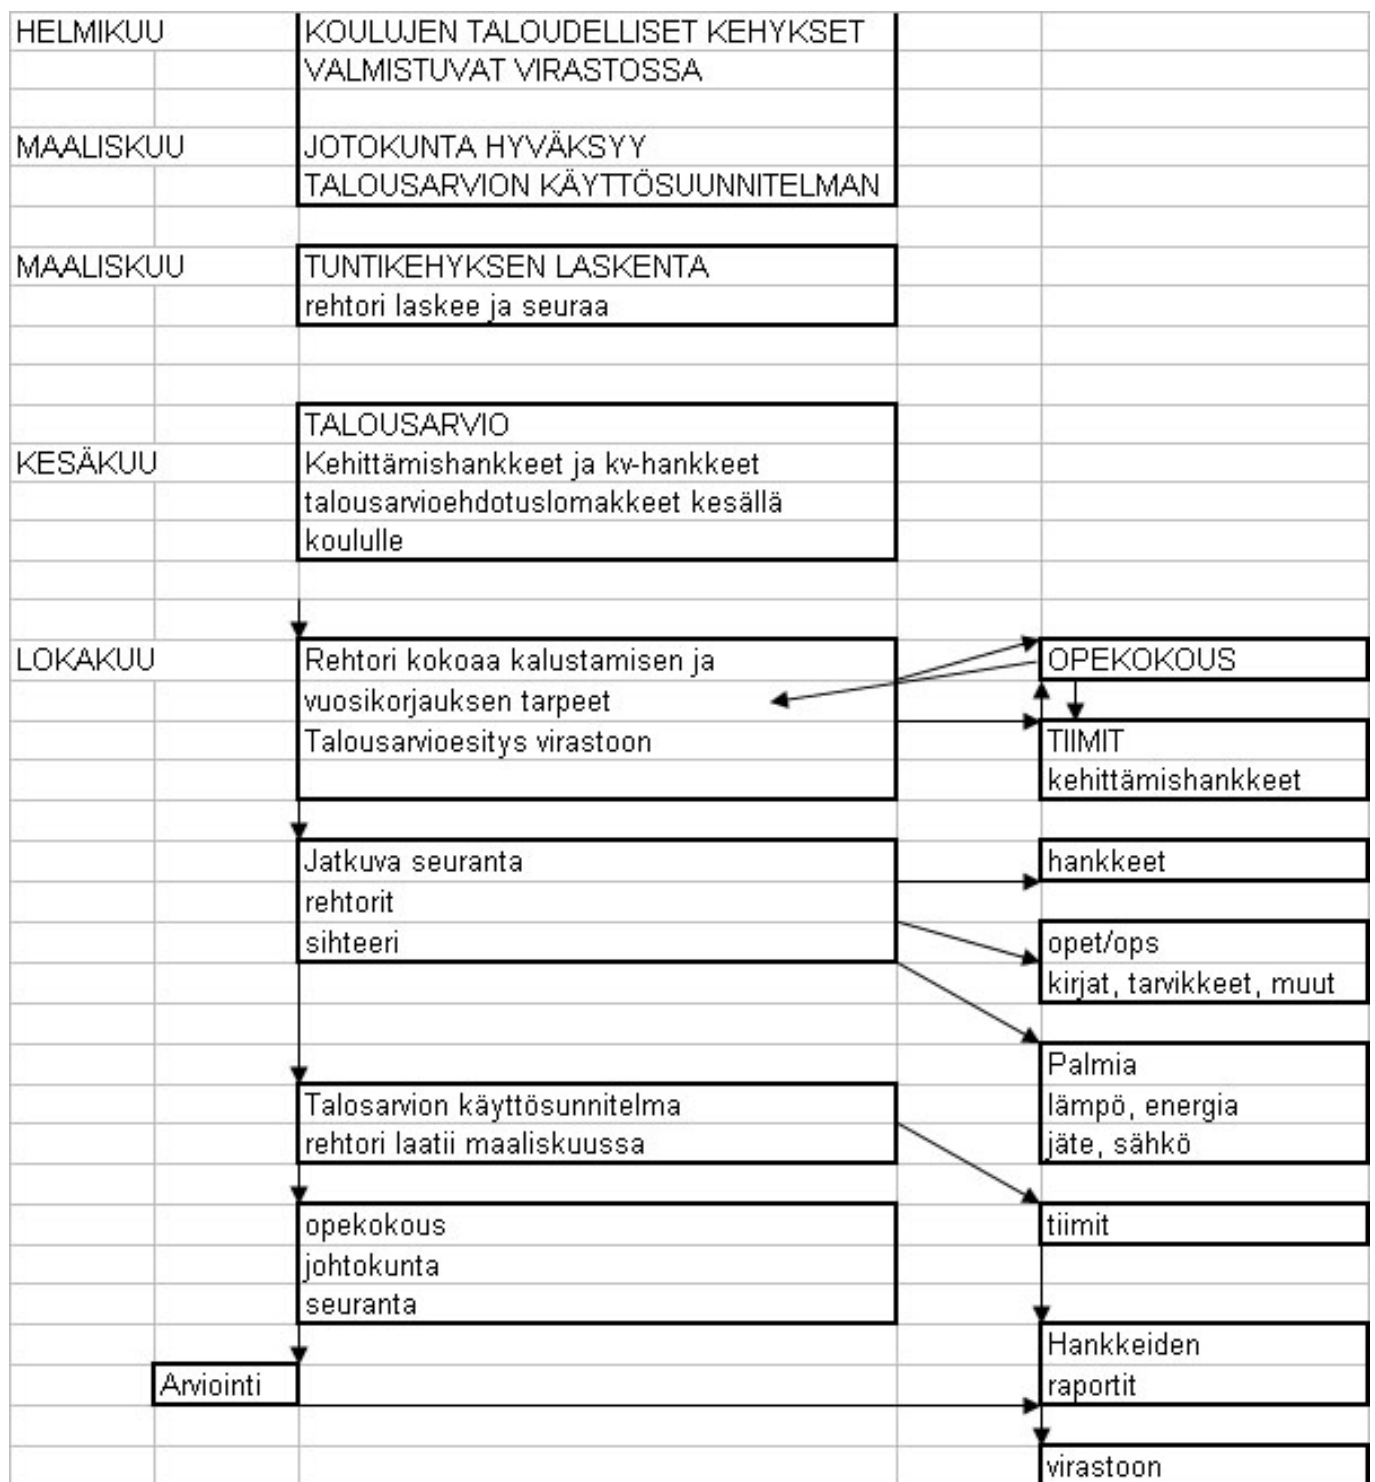 HELMIKUU KOULUJEN TALOUDELLISET KEHYKSET
VALMISTUVAT VIRASTOSSA
MAALISKUU JOTOKUNTA HYVÄKSYY
TALOUSARVION KÄYTTÖSUUNNITELMAN
MAALISKUU TUNTIKEHYKSEN LASKENTA
rehtori laskee ja seuraa
TALOUSARVIO
KESÄKUU Kehittämishankkeet ja kv-hankkeet
talousarvioehdotuslomakkeet kesällä
koululle
LOKAKUU Rehtori kokoaa kalustamisen ja OPEKOKOUS
vuosikorjauksen tarpeet
Talousarvioesitys virastoon TIIMIT
kehittämishankkeet
Jatkuva seuranta hankkeet
rehtorit
sihteeri opet/ops
kirjat, tarvikkeet, muut
Palmia
Talosarvion käyttösunnitelma lämpö, energia
rehtori laatii maaliskuussa jäte, sähkö
opekokous tiimit
johtokunta
seuranta
Hankkeiden
Arviointi raportit
virastoon